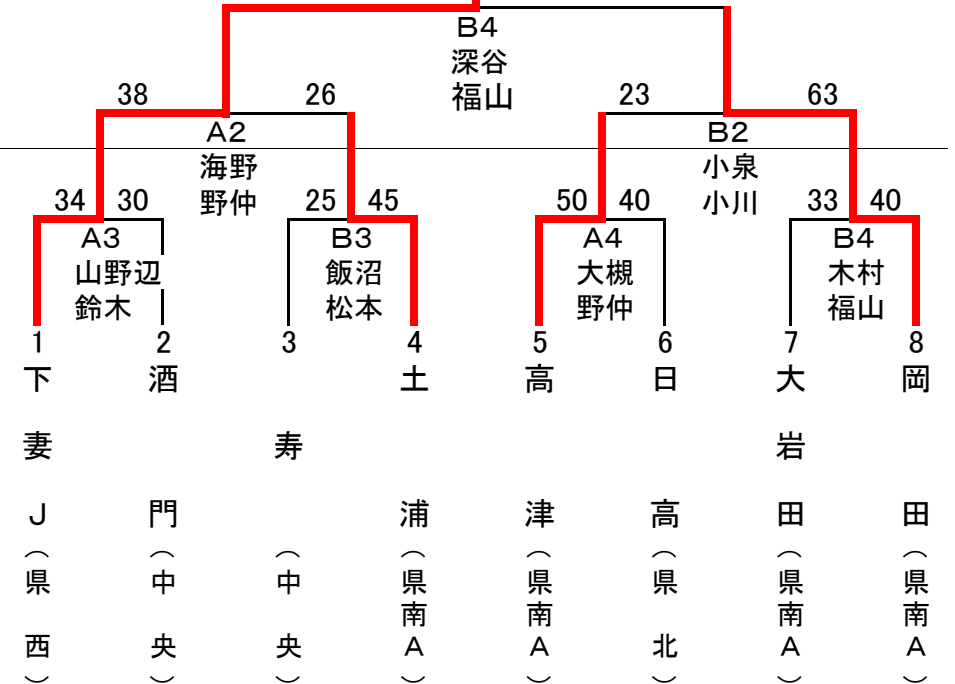 B4
深谷
福山
38 26
23 63
A2
海野
野仲
B2
小泉
小川
34 30
25 45
50 40
33 40
A3
山野辺
鈴木
B3
飯沼
松本
A4
大槻
野仲
B4
木村
福山
1 2 3 4 5 6 7 8
下妻J(県西)
酒門(中央)
寿(中央)
土浦(県南A)
高津(県南A)
日高(県北)
大岩田(県南A)
岡田(県南A)